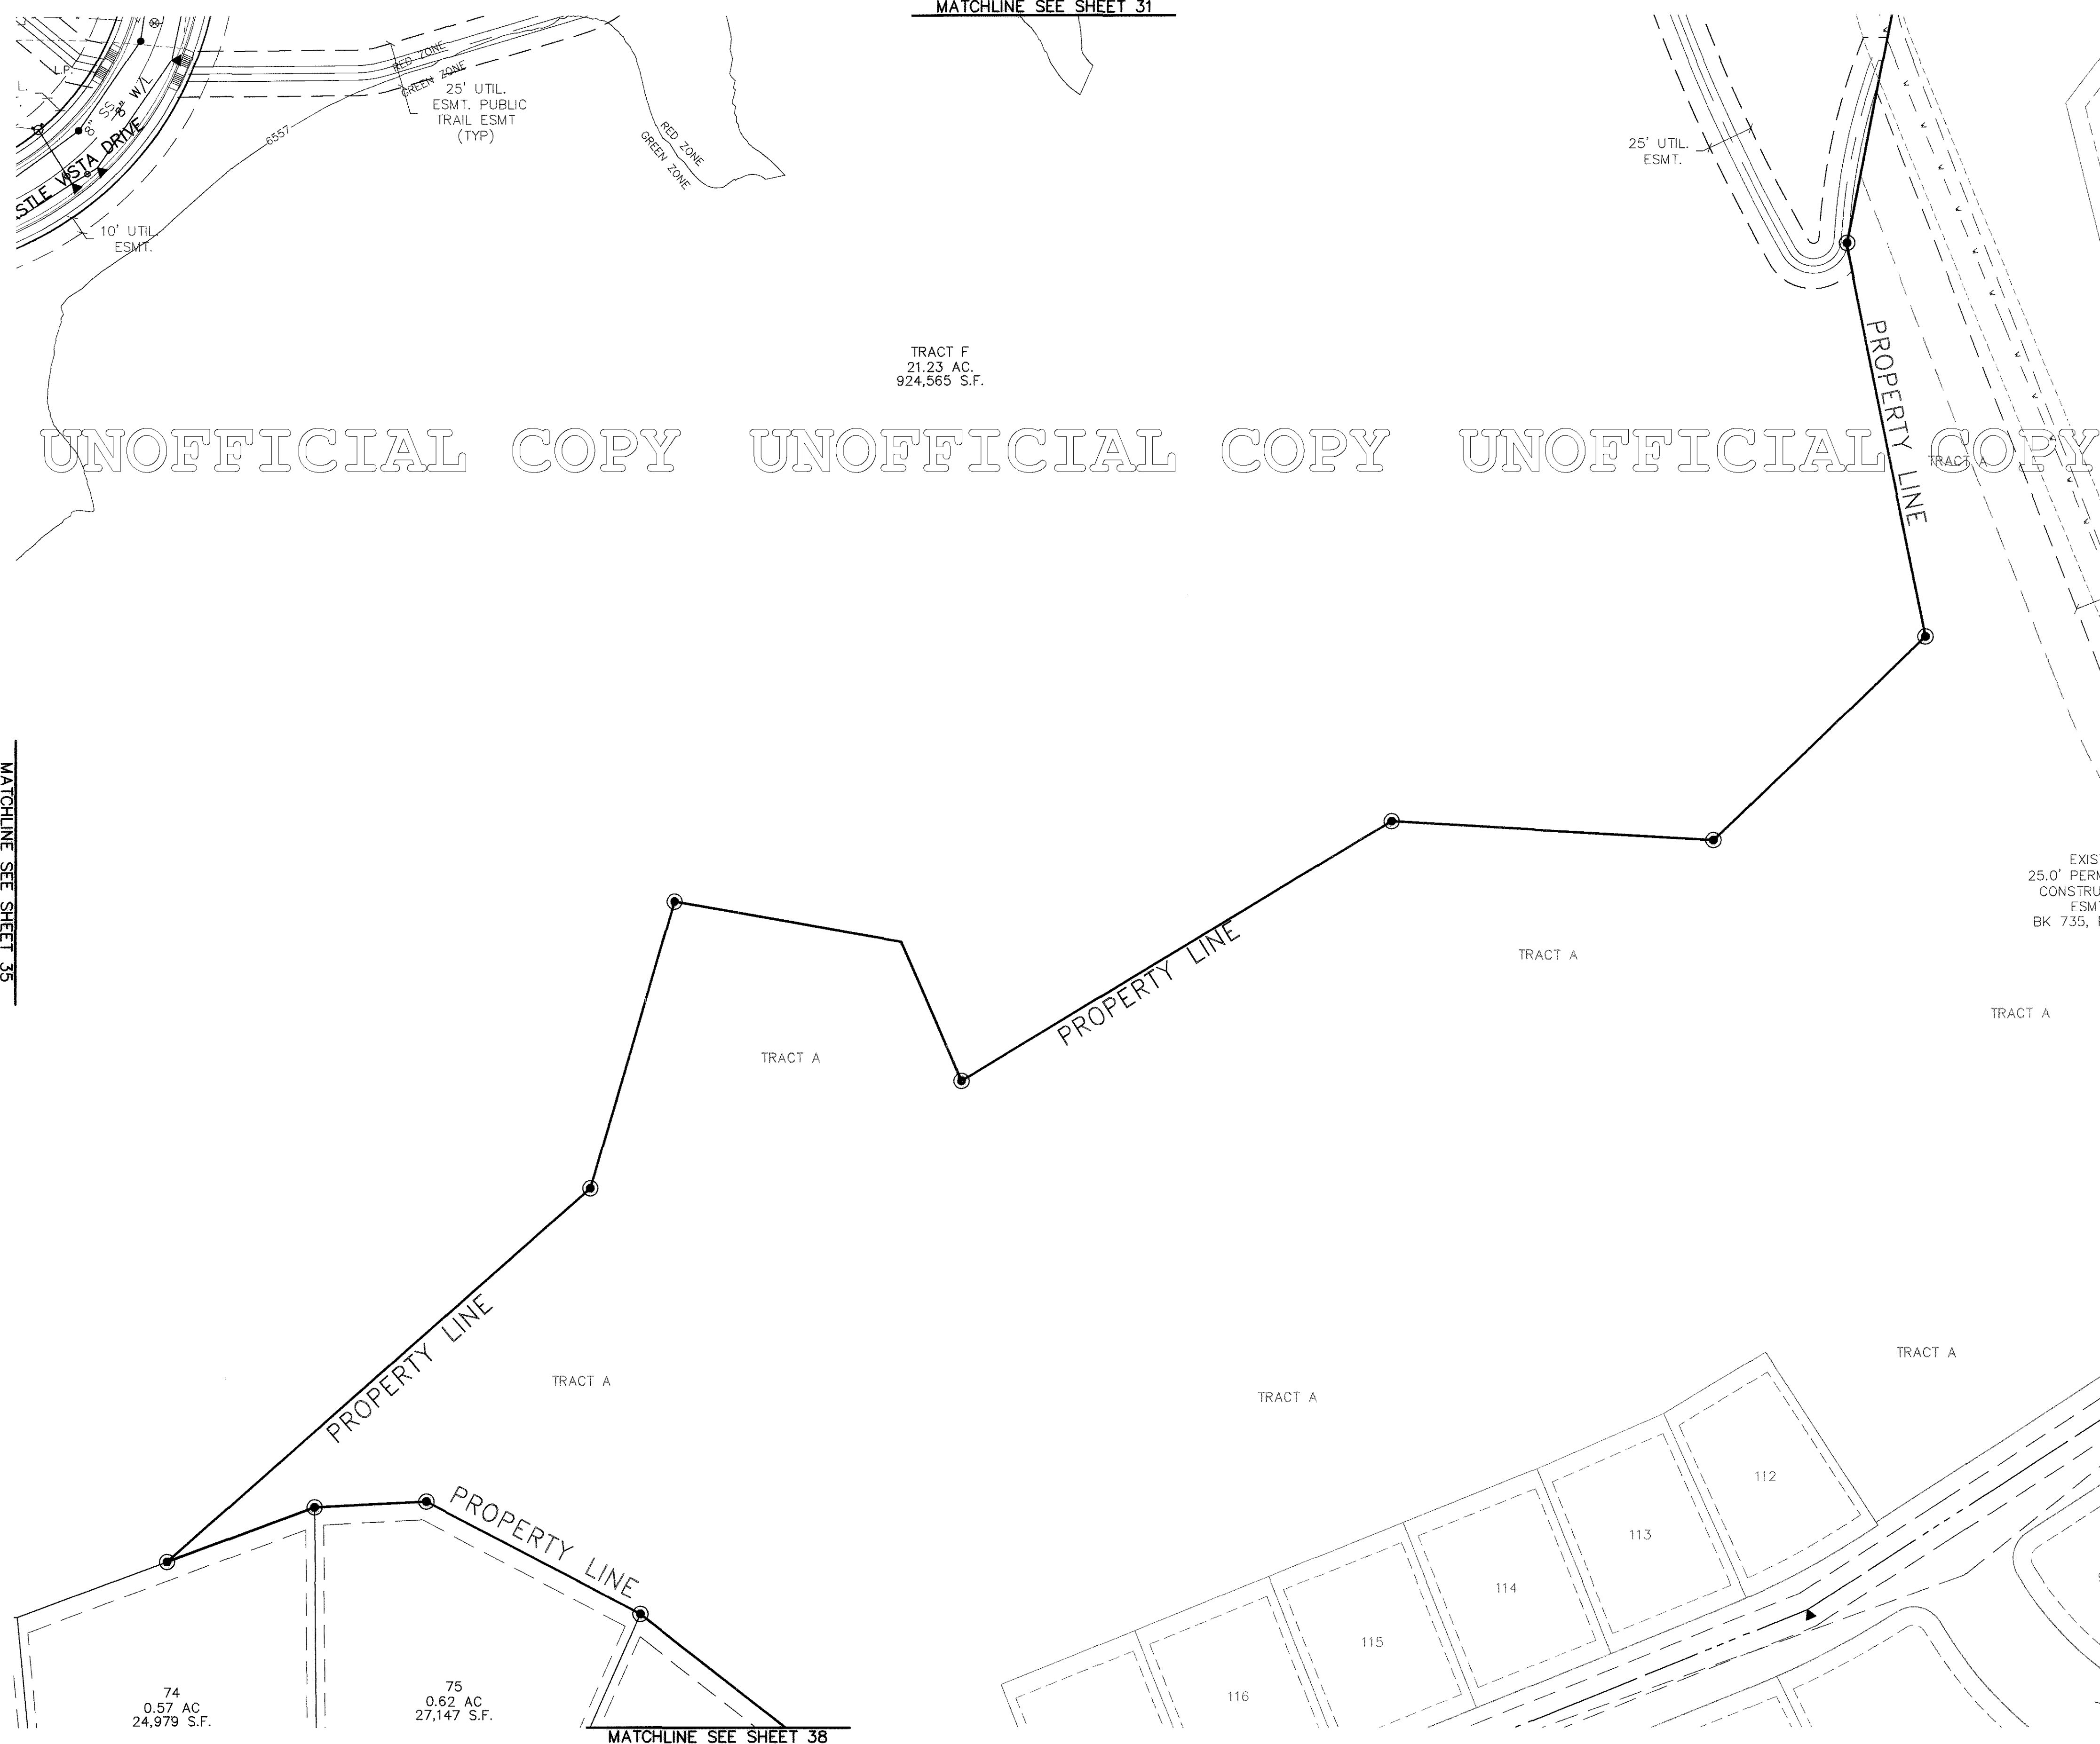 MATCHLINE SEE SHEET 31
L.P.
L.
8" SS
8" W/L
STLE VISTA DRIVE
10' UTIL.
ESMT.
6557
RED ZONE
GREEN ZONE
25' UTIL.
ESMT. PUBLIC
TRAIL ESMT
(TYP)
RED ZONE
GREEN ZONE
25' UTIL.
ESMT.
TRACT F
21.23 AC.
924,565 S.F.
PROPERTY LINE
UNOFFICIAL COPY UNOFFICIAL COPY UNOFFICIAL COPY
TRACT A
MATCHLINE SEE SHEET 35
EXIS
25.0' PERM
CONSTRU
ESM
BK 735,
PROPERTY LINE
TRACT A
TRACT A
TRACT A
PROPERTY LINE
TRACT A
TRACT A
TRACT A
PROPERTY LINE
112
113
114
115
116
74
0.57 AC
24,979 S.F.
75
0.62 AC
27,147 S.F.
MATCHLINE SEE SHEET 38